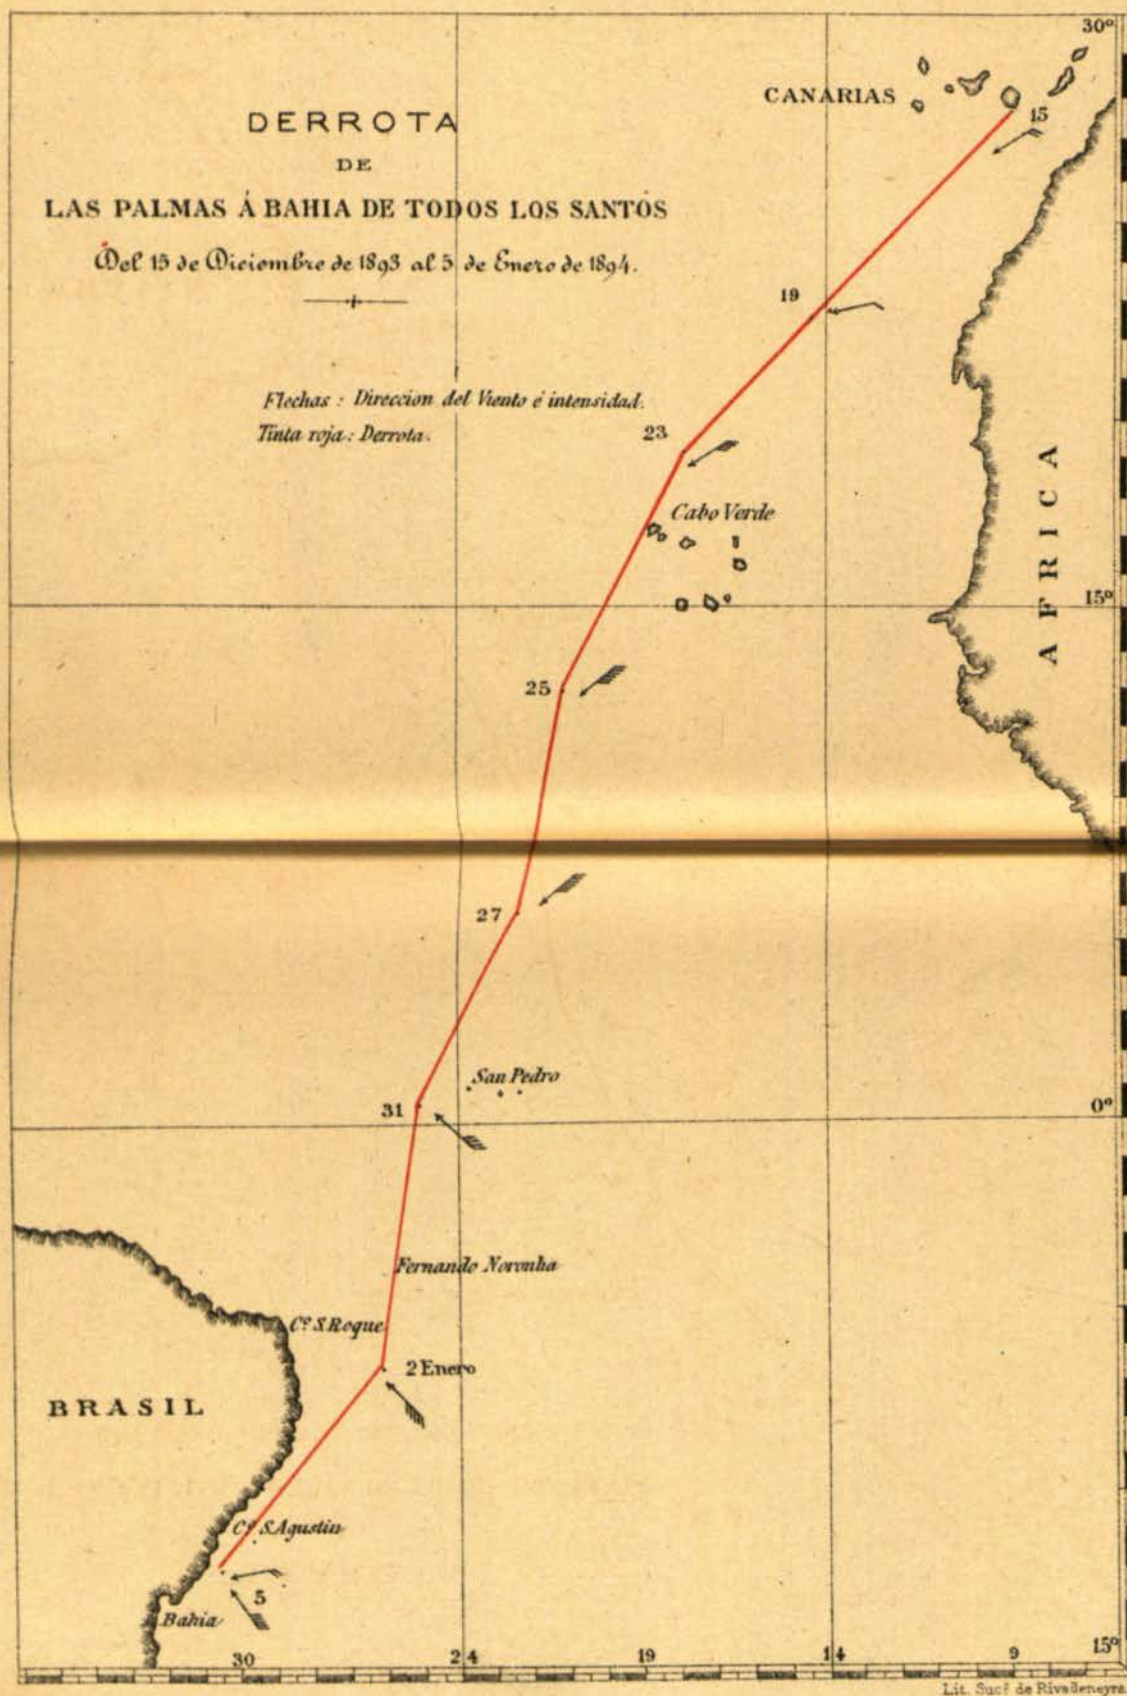 30°
CANARIAS
15
DERROTA
DE
LAS PALMAS Á BAHIA DE TODOS LOS SANTOS
Del 15 de Diciembre de 1893 al 5 de Enero de 1894.
19
Flechas: Direccion del Viento é intensidad.
Tinta roja: Derrota.
23
Cabo Verde
AFRICA
15°
25
27
San Pedro
31
0°
Fernando Noronha
Cº S. Roque
2 Enero
BRASIL
Cº S. Agustin
5
Bahia
15°
30
24
19
14
9
Lit. Sucº de Rivadeneyra.